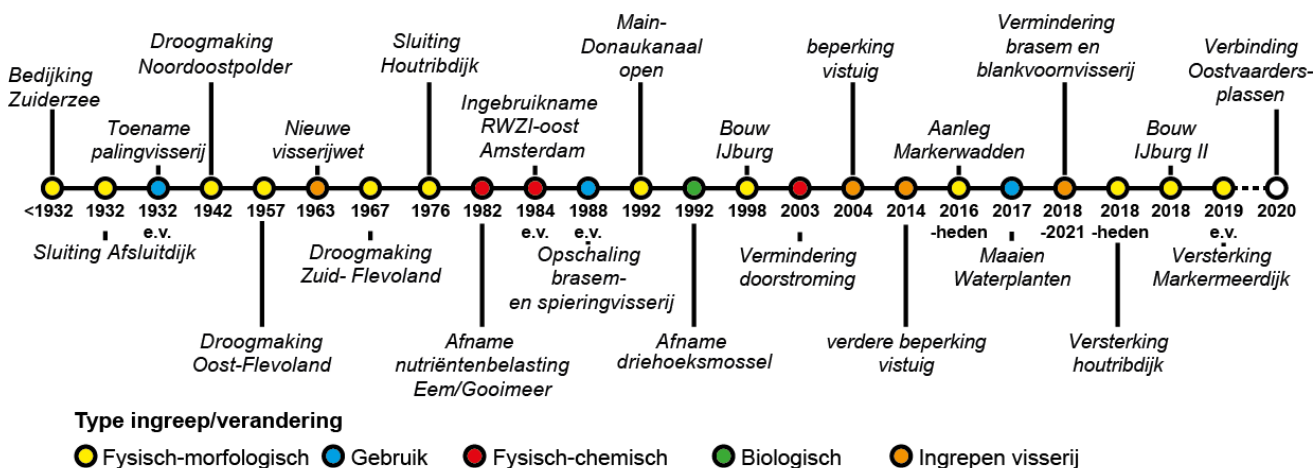 Bedijking
Zuiderzee
Toename
palingvisserij
Droogmaking
Noordoostpolder
Nieuwe
visserijwet
Sluiting
Houtribdijk
Ingebruikname
RWZI-oost
Amsterdam
Main-
Donaukanaal
open
Bouw
IJburg
beperking
vistuig
Aanleg
Markerwadden
Vermindering
brasem en
blankvoornvisserij
Bouw
IJburg II
Verbinding
Oostvaarders-
plassen
<1932 1932 1932 1942 1957 1963 1967 1976 1982 1984 1988 1992 1992 1998 2003 2004 2014 2016 2017 2018 2018 2018 2019 2020
e.v. e.v. e.v. -heden -2021 -heden e.v.
Sluiting Afsluitdijk
Droogmaking
Oost-Flevoland
Droogmaking
Zuid- Flevoland
Afname
nutriëntenbelasting
Eem/Gooimeer
Opschaling
brasem-
en spieringvisserij
Afname
driehoeksmossel
Vermindering
doorstroming
verdere beperking
vistuig
Maaien
Waterplanten
Versterking
houtribdijk
Versterking
Markermeerdijk
Type ingreep/verandering
Fysisch-morfologisch Gebruik Fysisch-chemisch Biologisch Ingrepen visserij